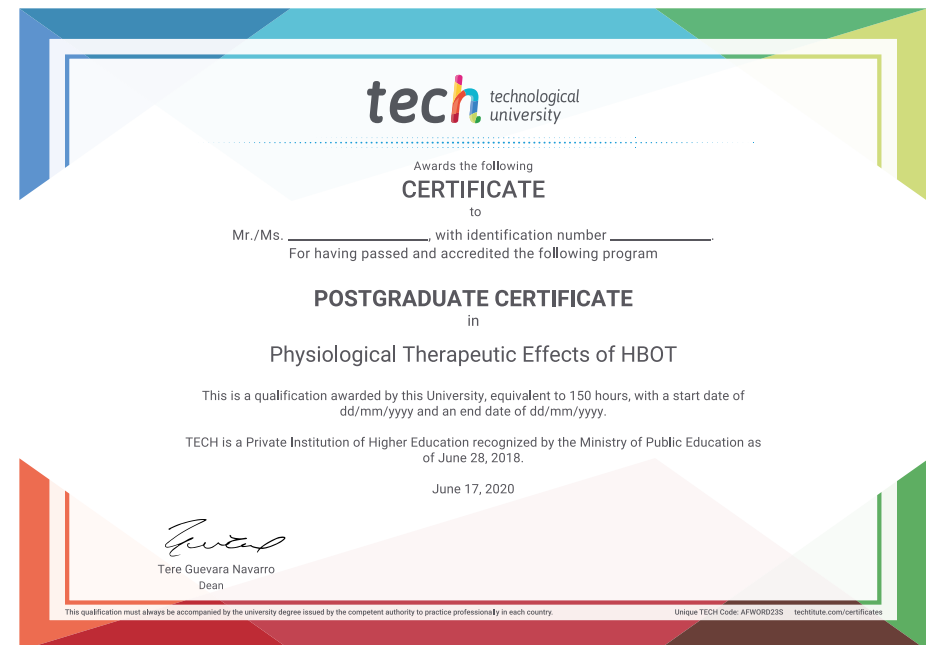 tech technological
university
Awards the following
CERTIFICATE
to
Mr./Ms. ____________________, with identification number ______________.
For having passed and accredited the following program
POSTGRADUATE CERTIFICATE
in
Physiological Therapeutic Effects of HBOT
This is a qualification awarded by this University, equivalent to 150 hours, with a start date of
dd/mm/yyyy and an end date of dd/mm/yyyy.
TECH is a Private Institution of Higher Education recognized by the Ministry of Public Education as
of June 28, 2018.
June 17, 2020
Tere Guevara Navarro
Dean
This qualification must always be accompanied by the university degree issued by the competent authority to practice professionally in each country. Unique TECH Code: AFWORD23S techtitute.com/certificates